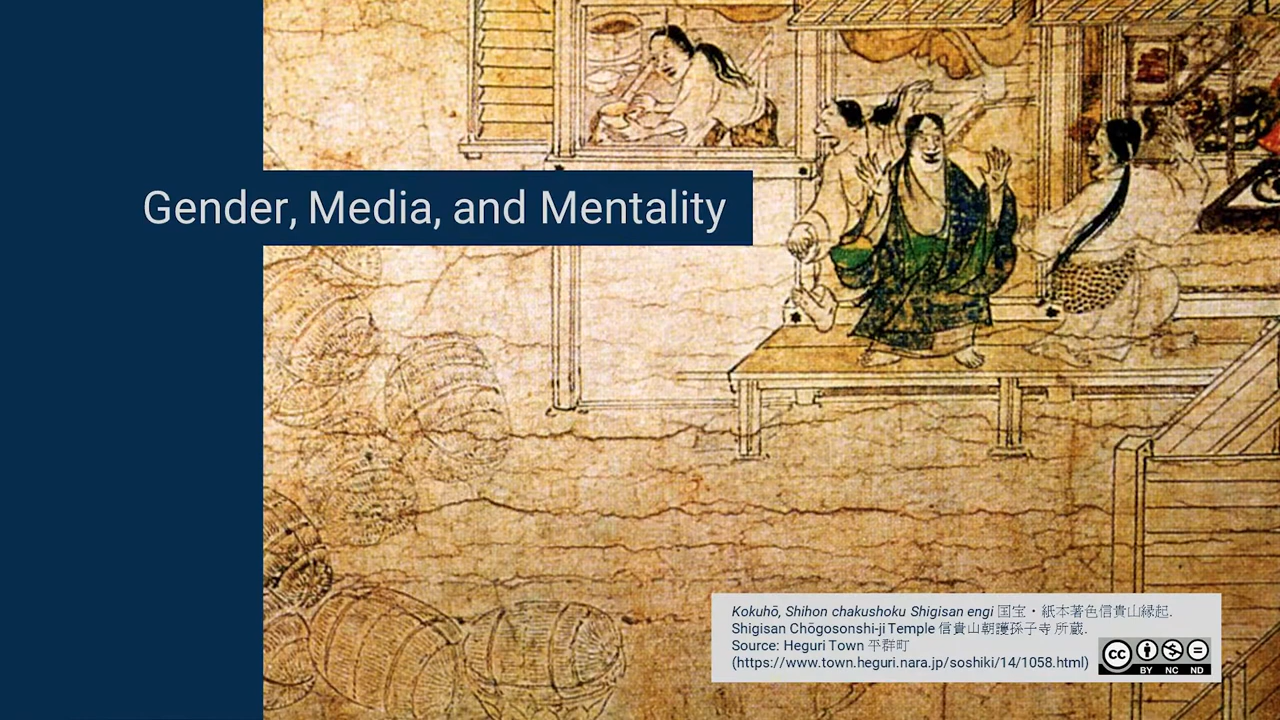 Gender, Media, and Mentality
Kokuhō, Shihon chakushoku Shigisan engi 国宝・紙本著色信貴山縁起.
Shigisan Chōgosonshi-ji Temple 信貴山朝護孫子寺 所蔵.
Source: Heguri Town 平群町
(https://www.town.heguri.nara.jp/soshiki/14/1058.html)
cc
BY NC ND